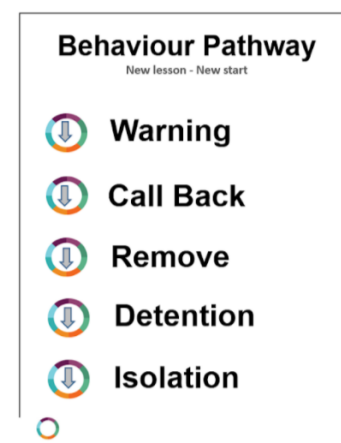 Behaviour Pathway
New lesson - New start
Warning
Call Back
Remove
Detention
Isolation